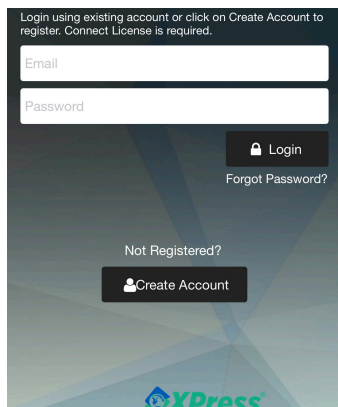 Login using existing account or click on Create Account to
register. Connect License is required.
Email
Password
Login
Forgot Password?
Not Registered?
Create Account
XPress